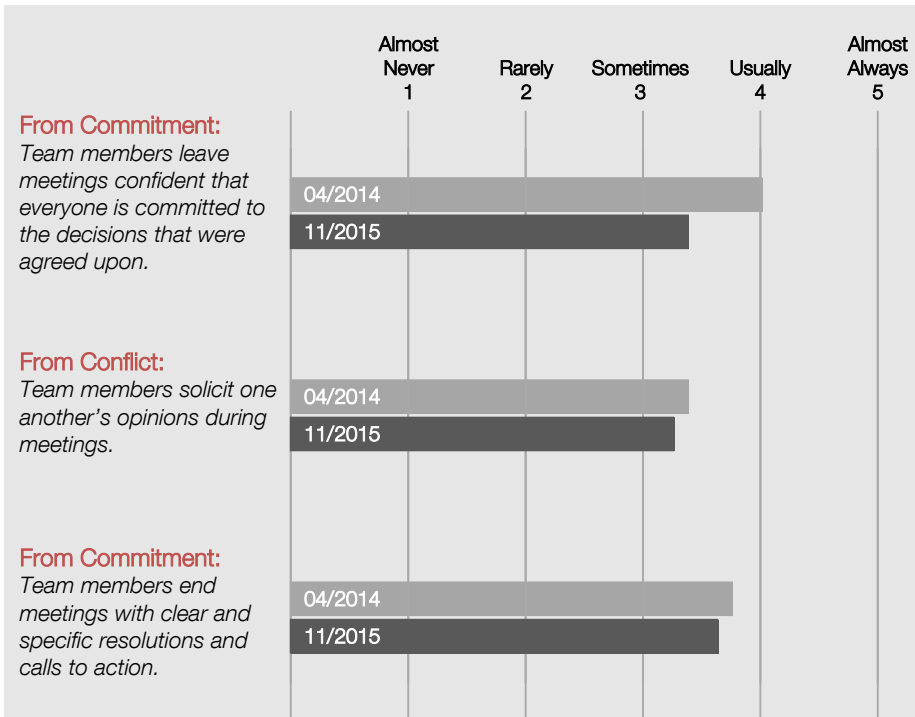 Almost
Never
1
Rarely
2
Sometimes
3
Usually
4
Almost
Always
5
From Commitment:
Team members leave
meetings confident that
everyone is committed to
the decisions that were
agreed upon.
04/2014
11/2015
From Conflict:
Team members solicit one
another’s opinions during
meetings.
04/2014
11/2015
From Commitment:
Team members end
meetings with clear and
specific resolutions and
calls to action.
04/2014
11/2015